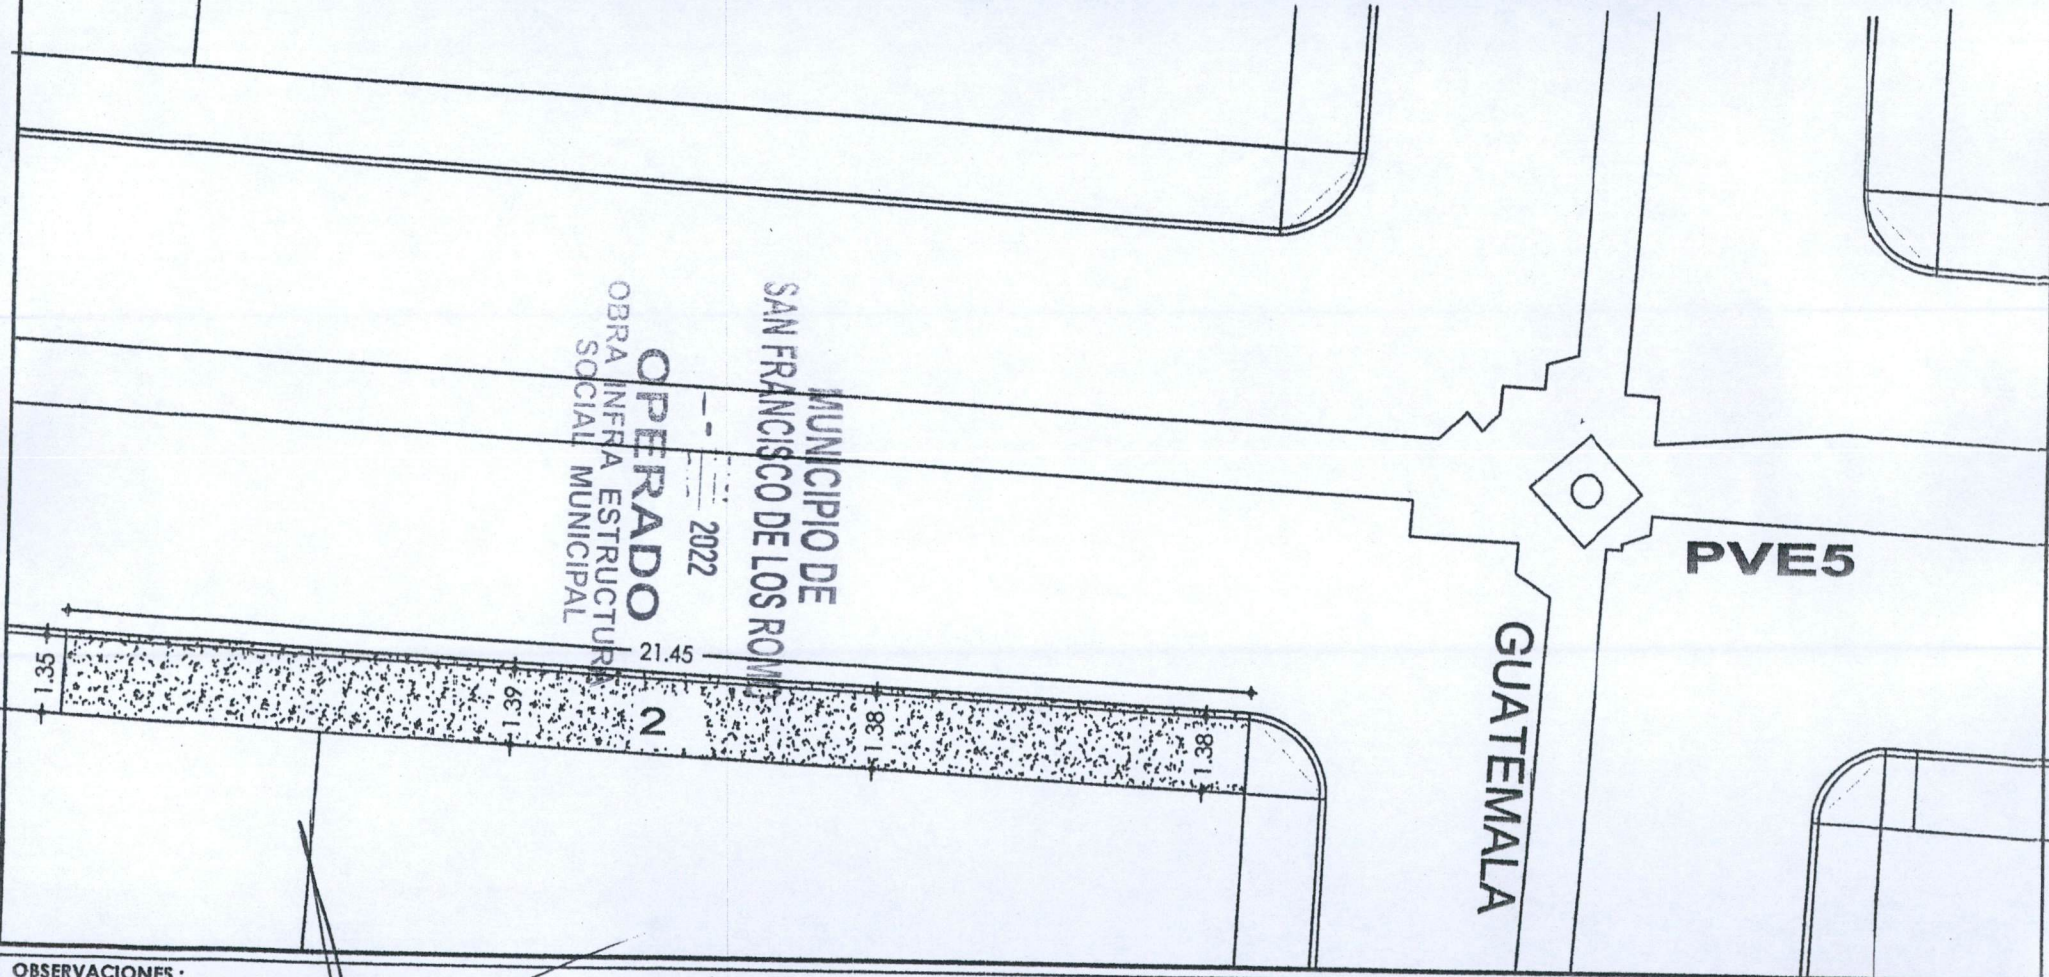 MUNICIPIO DE
SAN FRANCISCO DE LOS
2022
OPERADO
OBRA INFRA ESTRUCTURA
SOCIAL MUNICIPAL
PVE5
GUATEMALA
21.45
1.35
1.39
2
1.38
1.38
OBSERVACIONES :